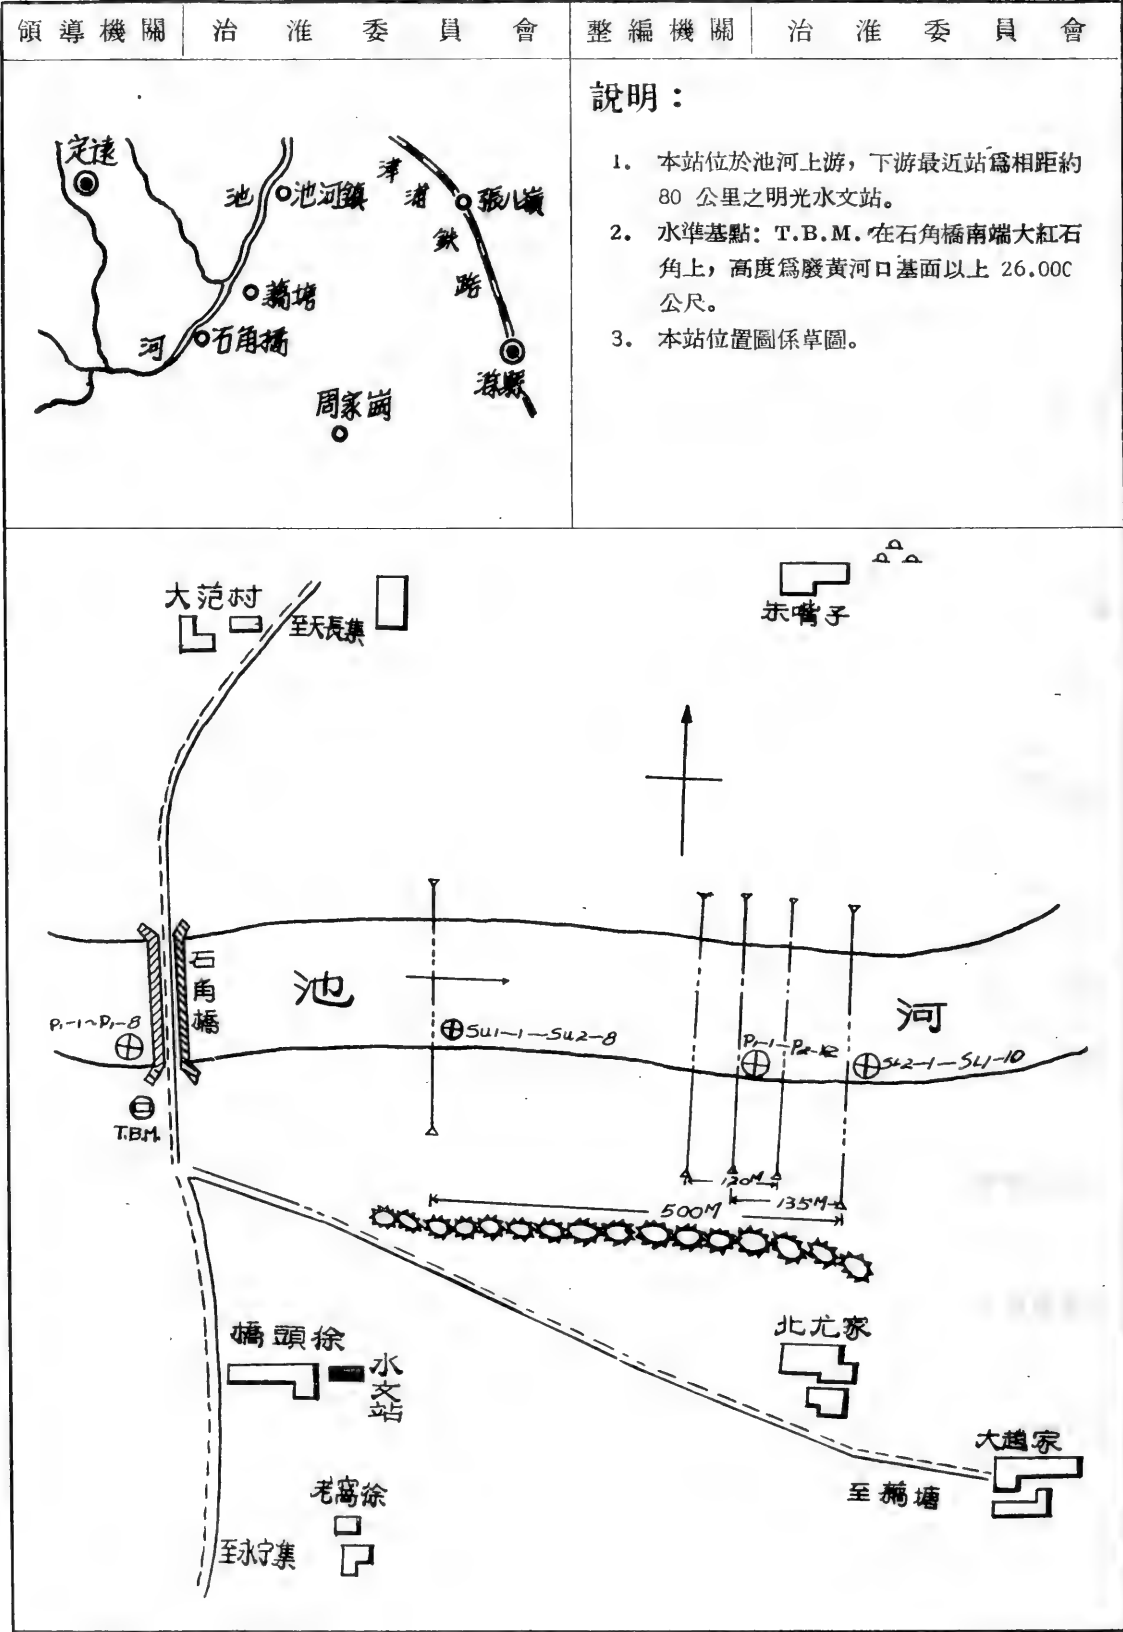 領導機關 治淮委員會 整編機關 治淮委員會
定遠
池
池河鎮
津浦鉄路
張八嶺
藕塘
石角橋
河
滁縣
周家崗
說明：
1. 本站位於池河上游，下游最近站爲相距約
80 公里之明光水文站。
2. 水準基點：T.B.M. 在石角橋南端大紅石
角上，高度爲廢黃河口基面以上 26.000
公尺。
3. 本站位置圖係草圖。
大范村
至天長集
朱嘴子
石角橋
池
河
P1-1~P1-8
SU1-1—SU2-8
P1-1—P2-12
SL2-1—SL1-10
T.B.M.
120M
135M
500M
橋頭徐
水文站
北尤家
大趙家
至藕塘
老窩徐
至永宁集